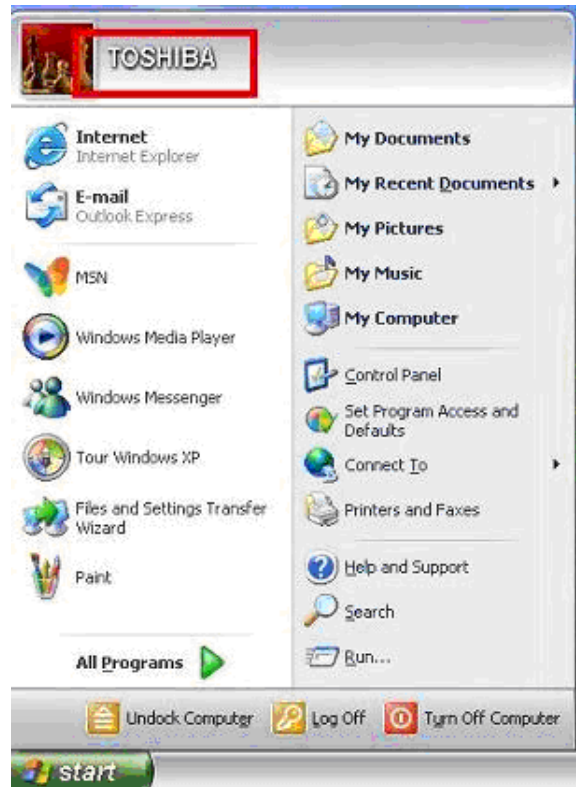 TOSHIBA
Internet
Internet Explorer
E-mail
Outlook Express
MSN
Windows Media Player
Windows Messenger
Tour Windows XP
Files and Settings Transfer
Wizard
Paint
All Programs
My Documents
My Recent Documents
My Pictures
My Music
My Computer
Control Panel
Set Program Access and
Defaults
Connect To
Printers and Faxes
Help and Support
Search
Run...
Undock Computer
Log Off
Turn Off Computer
start